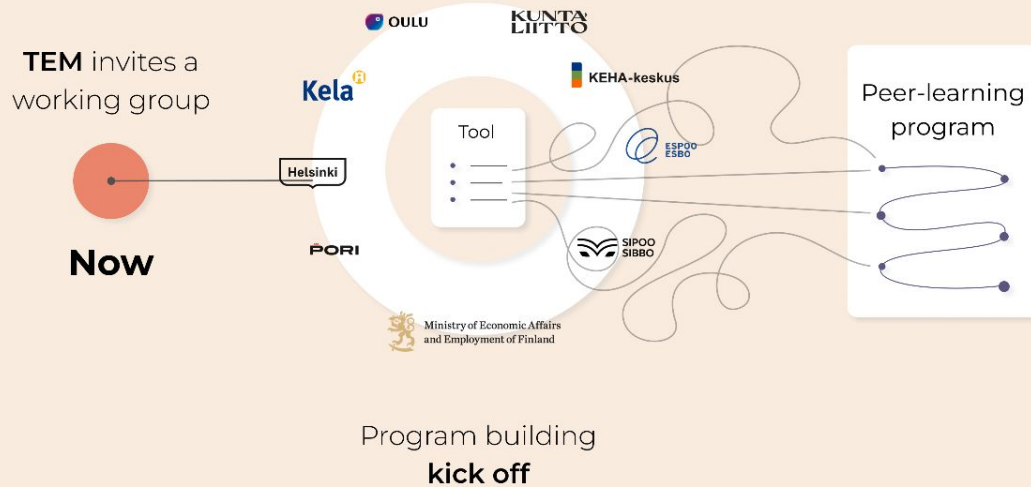 TEM invites a
working group
Now
OULU
KUNTA
LIITTO
Kela
KEHA-keskus
Tool
ESPOO
ESBO
Helsinki
PORI
SIPOO
SIBBO
Ministry of Economic Affairs
and Employment of Finland
Peer-learning
program
Program building
kick off